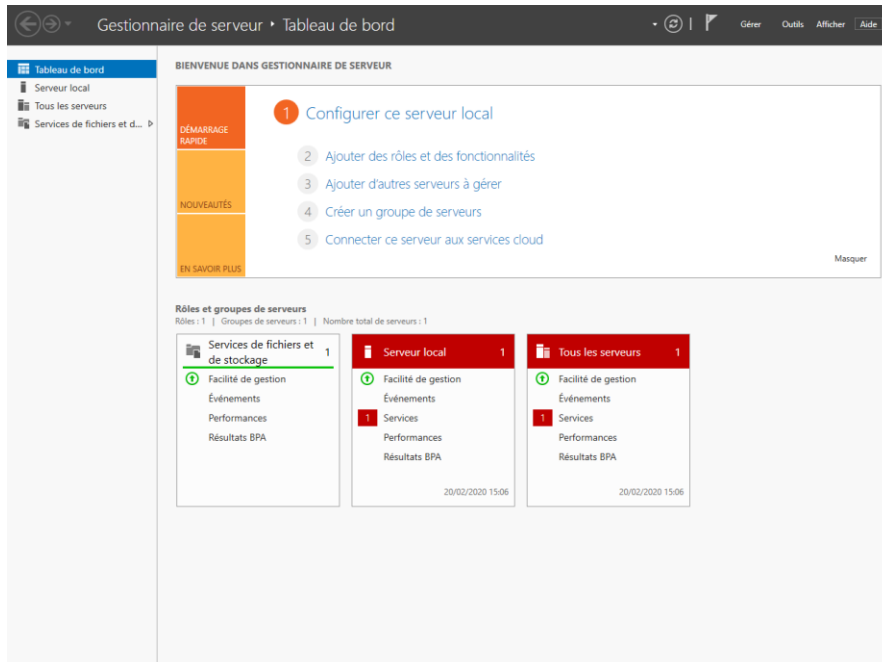 Gestionnaire de serveur ‣ Tableau de bord
Gérer Outils Afficher Aide
Tableau de bord
Serveur local
Tous les serveurs
Services de fichiers et d...
BIENVENUE DANS GESTIONNAIRE DE SERVEUR
DÉMARRAGE
RAPIDE
NOUVEAUTÉS
EN SAVOIR PLUS
1 Configurer ce serveur local
2 Ajouter des rôles et des fonctionnalités
3 Ajouter d'autres serveurs à gérer
4 Créer un groupe de serveurs
5 Connecter ce serveur aux services cloud
Masquer
Rôles et groupes de serveurs
Rôles : 1 | Groupes de serveurs : 1 | Nombre total de serveurs : 1
Services de fichiers et
de stockage 1
Facilité de gestion
Événements
Performances
Résultats BPA
Serveur local 1
Facilité de gestion
Événements
1 Services
Performances
Résultats BPA
20/02/2020 15:06
Tous les serveurs 1
Facilité de gestion
Événements
1 Services
Performances
Résultats BPA
20/02/2020 15:06